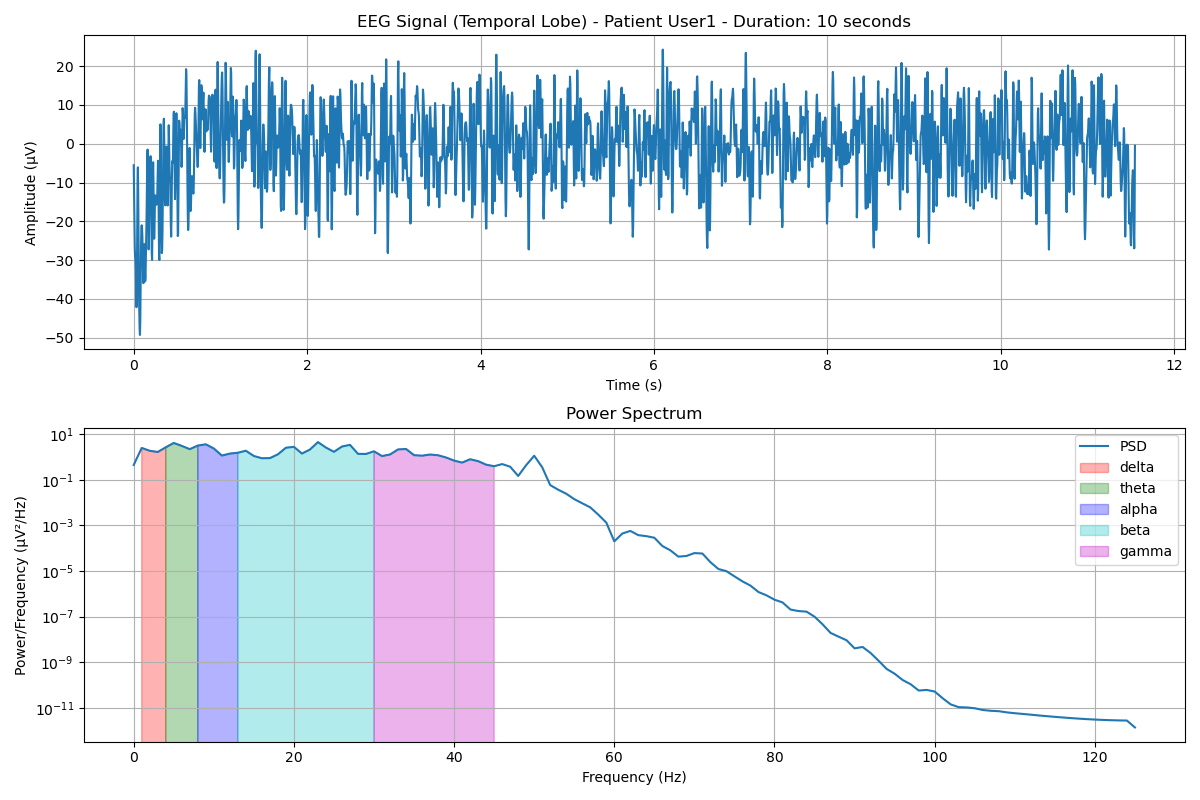 EEG Signal (Temporal Lobe) - Patient User1 - Duration: 10 seconds
20
10
0
−10
−20
−30
−40
−50
Amplitude (µV)
0 2 4 6 8 10 12
Time (s)
Power Spectrum
10¹
10⁻¹
10⁻³
10⁻⁵
10⁻⁷
10⁻⁹
10⁻¹¹
Power/Frequency (µV²/Hz)
PSD
delta
theta
alpha
beta
gamma
0 20 40 60 80 100 120
Frequency (Hz)